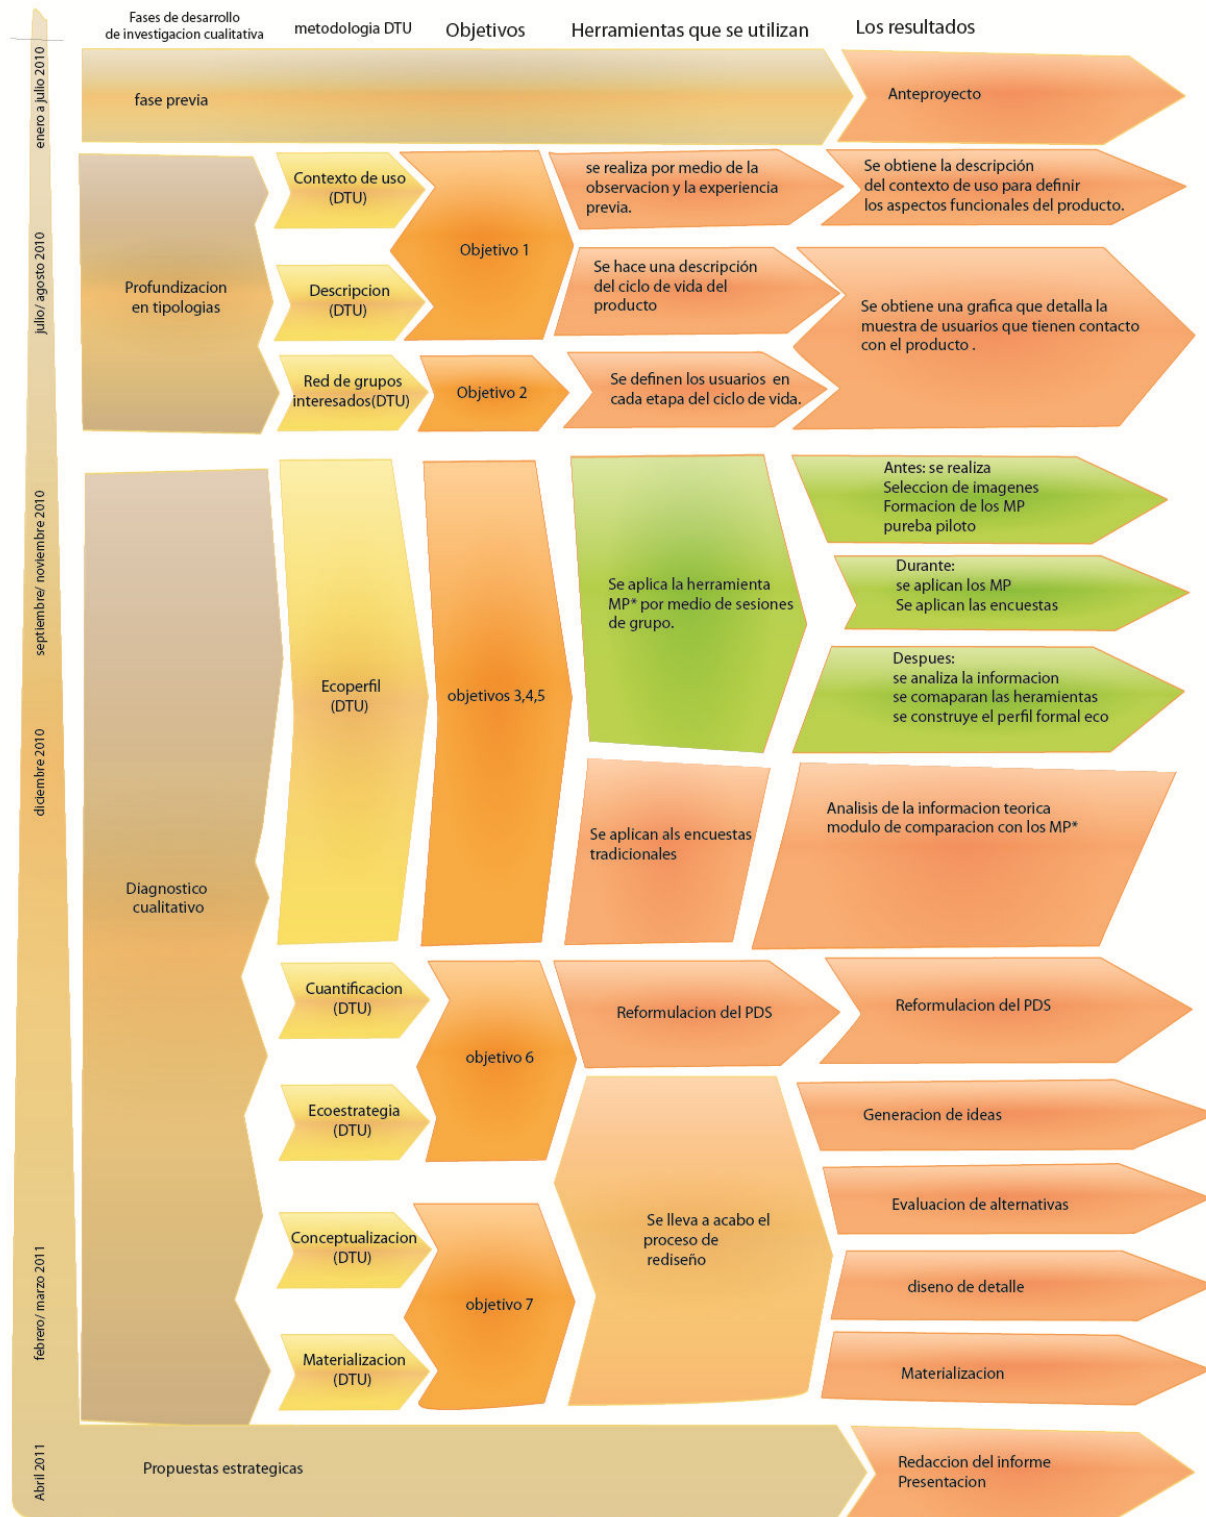 Fases de desarrollo
de investigacion cualitativa
metodologia DTU
Objetivos
Herramientas que se utilizan
Los resultados
enero a julio 2010
fase previa
Anteproyecto
julio/ agosto 2010
Profundizacion
en tipologias
Contexto de uso
(DTU)
Objetivo 1
se realiza por medio de la
observacion y la experiencia
previa.
Se obtiene la descripción
del contexto de uso para definir
los aspectos funcionales del producto.
Descripcion
(DTU)
Se hace una descripción
del ciclo de vida del
producto
Se obtiene una grafica que detalla la
muestra de usuarios que tienen contacto
con el producto .
Red de grupos
interesados(DTU)
Objetivo 2
Se definen los usuarios en
cada etapa del ciclo de vida.
septiembre/ noviembre 2010
diciembre 2010
Diagnostico
cualitativo
Ecoperfil
(DTU)
objetivos 3,4,5
Se aplica la herramienta
MP* por medio de sesiones
de grupo.
Antes: se realiza
Seleccion de imagenes
Formacion de los MP
pureba piloto
Durante:
se aplican los MP
Se aplican las encuestas
Despues:
se analiza la informacion
se comaparan las heramientas
se construye el perfil formal eco
Se aplican als encuestas
tradicionales
Analisis de la informacion teorica
modulo de comparacion con los MP*
Cuantificacion
(DTU)
objetivo 6
Reformulacion del PDS
Reformulacion del PDS
Ecoestrategia
(DTU)
Generacion de ideas
febrero/ marzo 2011
Conceptualizacion
(DTU)
objetivo 7
Se lleva a acabo el
proceso de
rediseño
Evaluacion de alternativas
diseno de detalle
Materializacion
(DTU)
Materializacion
Abril 2011
Propuestas estrategicas
Redaccion del informe
Presentacion